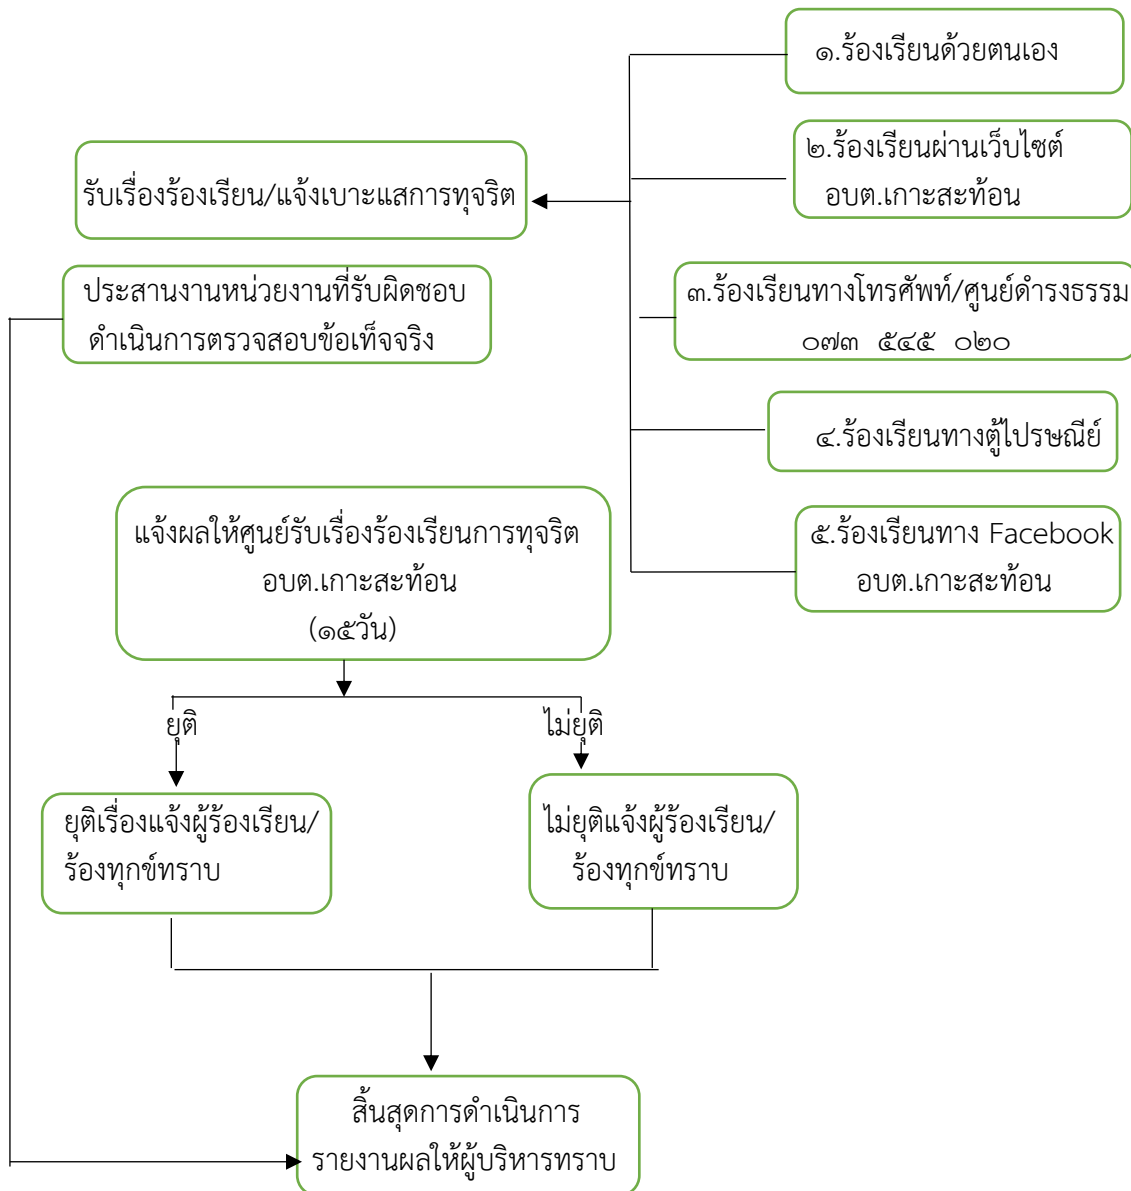 ๑.ร้องเรียนด้วยตนเอง
๒.ร้องเรียนผ่านเว็บไซต์
อบต.เกาะสะท้อน
รับเรื่องร้องเรียน/แจ้งเบาะแสการทุจริต
ประสานงานหน่วยงานที่รับผิดชอบ
ดำเนินการตรวจสอบข้อเท็จจริง
๓.ร้องเรียนทางโทรศัพท์/ศูนย์ดำรงธรรม
๐๗๓ ๕๔๕ ๐๒๐
๔.ร้องเรียนทางตู้ไปรษณีย์
๕.ร้องเรียนทาง Facebook
อบต.เกาะสะท้อน
แจ้งผลให้ศูนย์รับเรื่องร้องเรียนการทุจริต
อบต.เกาะสะท้อน
(๑๕วัน)
ยุติ
ไม่ยุติ
ยุติเรื่องแจ้งผู้ร้องเรียน/
ร้องทุกข์ทราบ
ไม่ยุติแจ้งผู้ร้องเรียน/
ร้องทุกข์ทราบ
สิ้นสุดการดำเนินการ
รายงานผลให้ผู้บริหารทราบ